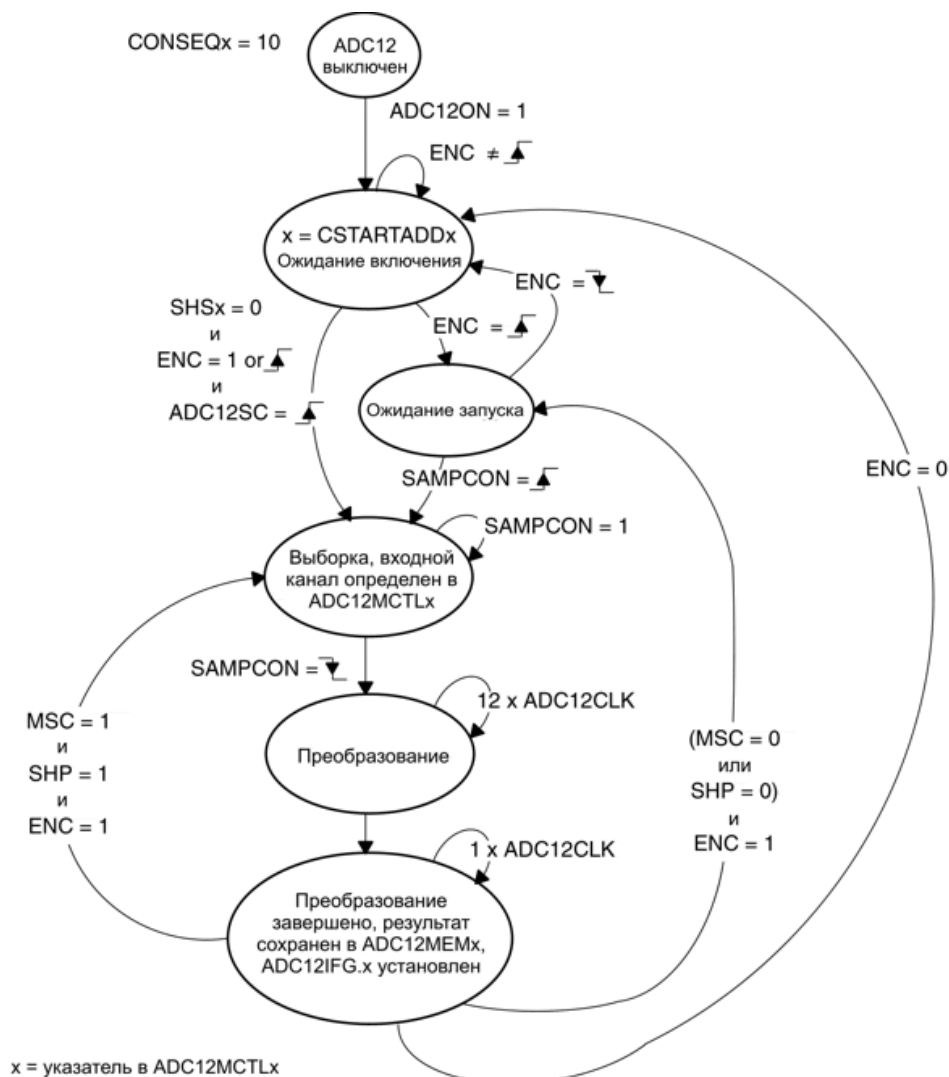 CONSEQx = 10
ADC12
выключен
ADC12ON = 1
ENC ≠
x = CSTARTADDx
Ожидание включения
ENC =
SHSx = 0
и
ENC = 1 or
и
ADC12SC =
ENC =
Ожидание запуска
ENC = 0
SAMPCON =
SAMPCON = 1
Выборка, входной
канал определен в
ADC12MCTLx
SAMPCON =
12 x ADC12CLK
Преобразование
MSC = 1
и
SHP = 1
и
ENC = 1
(MSC = 0
или
SHP = 0)
и
ENC = 1
1 x ADC12CLK
Преобразование
завершено, результат
сохранен в ADC12MEMx,
ADC12IFG.x установлен
x = указатель в ADC12MCTLx